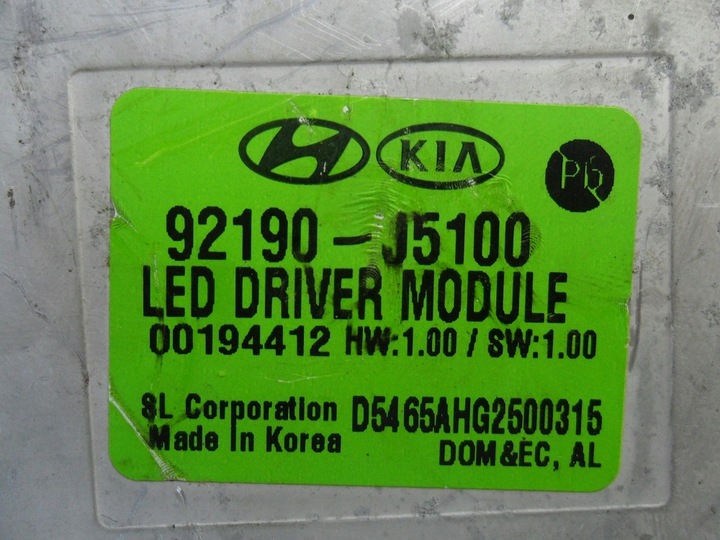 KIA
Pb
92190-J5100
LED DRIVER MODULE
00194412 HW:1.00 / SW:1.00
SL Corporation D5465AHG2500315
Made In Korea
DOM&EC, AL